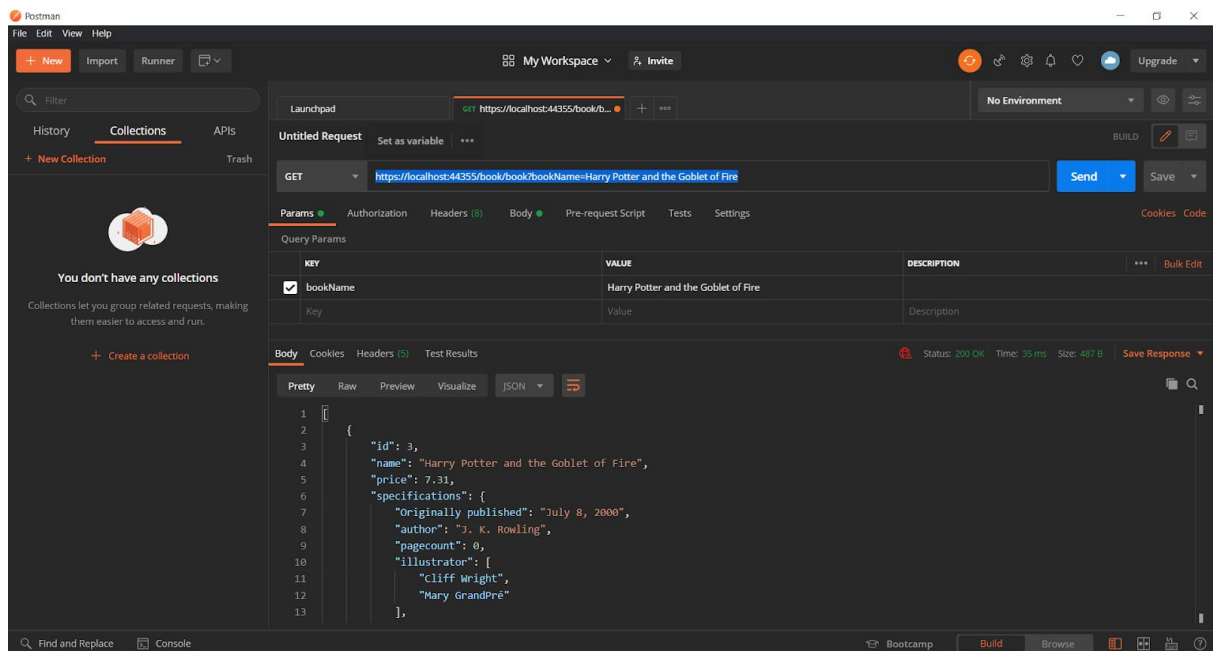 Postman
File Edit View Help
+ New Import Runner My Workspace Invite Upgrade
Filter
History Collections APIs
+ New Collection Trash
You don't have any collections
Collections let you group related requests, making
them easier to access and run.
+ Create a collection
Launchpad GET https://localhost:44355/book/b... + ooo No Environment
Untitled Request Set as variable ••• BUILD
GET https://localhost:44355/book/book?bookName=Harry Potter and the Goblet of Fire Send Save
Params Authorization Headers (8) Body Pre-request Script Tests Settings Cookies Code
Query Params
KEY VALUE DESCRIPTION ••• Bulk Edit
bookName Harry Potter and the Goblet of Fire
Key Value Description
Body Cookies Headers (5) Test Results Status: 200 OK Time: 35 ms Size: 487 B Save Response
Pretty Raw Preview Visualize JSON
1 [
2 {
3 "id": 3,
4 "name": "Harry Potter and the Goblet of Fire",
5 "price": 7.31,
6 "specifications": {
7 "Originally published": "July 8, 2000",
8 "author": "J. K. Rowling",
9 "pagecount": 0,
10 "illustrator": [
11 "Cliff Wright",
12 "Mary GrandPré"
13 ],
Find and Replace Console Bootcamp Build Browse